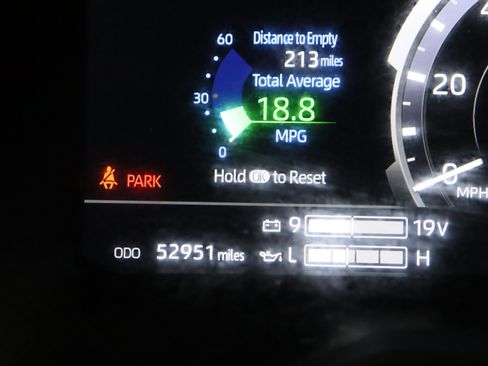 60
Distance to Empty
213 miles
Total Average
30
18.8
MPG
0
Hold OK to Reset
20
0
MPH
PARK
9 19V
ODO 52951 miles
L H